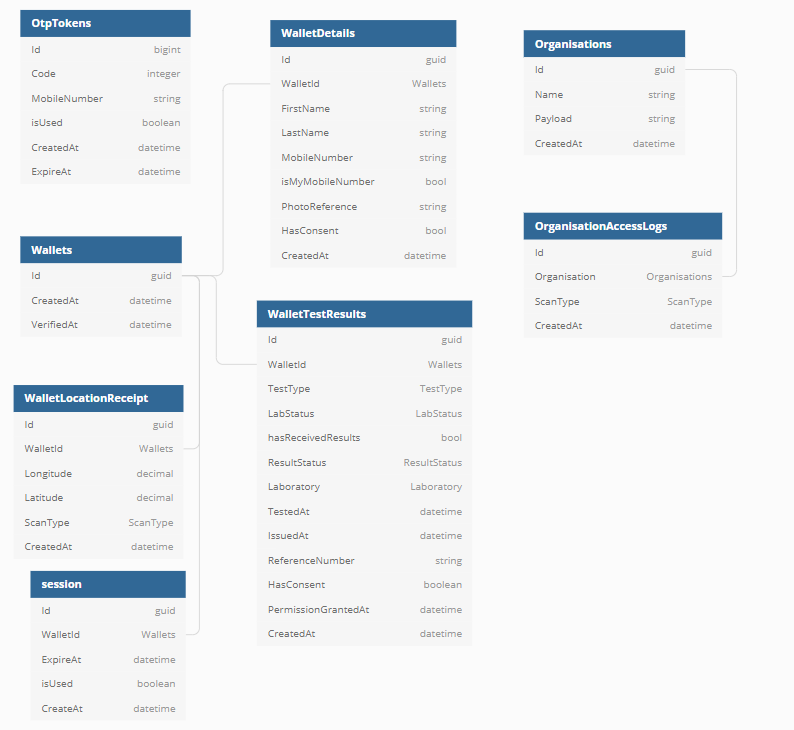 OtpTokens
Id bigint
Code integer
MobileNumber string
isUsed boolean
CreatedAt datetime
ExpireAt datetime
Wallets
Id guid
CreatedAt datetime
VerifiedAt datetime
WalletLocationReceipt
Id guid
WalletId Wallets
Longitude decimal
Latitude decimal
ScanType ScanType
CreatedAt datetime
session
Id guid
WalletId Wallets
ExpireAt datetime
isUsed boolean
CreateAt datetime
WalletDetails
Id guid
WalletId Wallets
FirstName string
LastName string
MobileNumber string
isMyMobileNumber bool
PhotoReference string
HasConsent bool
CreatedAt datetime
WalletTestResults
Id guid
WalletId Wallets
TestType TestType
LabStatus LabStatus
hasReceivedResults bool
ResultStatus ResultStatus
Laboratory Laboratory
TestedAt datetime
IssuedAt datetime
ReferenceNumber string
HasConsent boolean
PermissionGrantedAt datetime
CreatedAt datetime
Organisations
Id guid
Name string
Payload string
CreatedAt datetime
OrganisationAccessLogs
Id guid
Organisation Organisations
ScanType ScanType
CreatedAt datetime